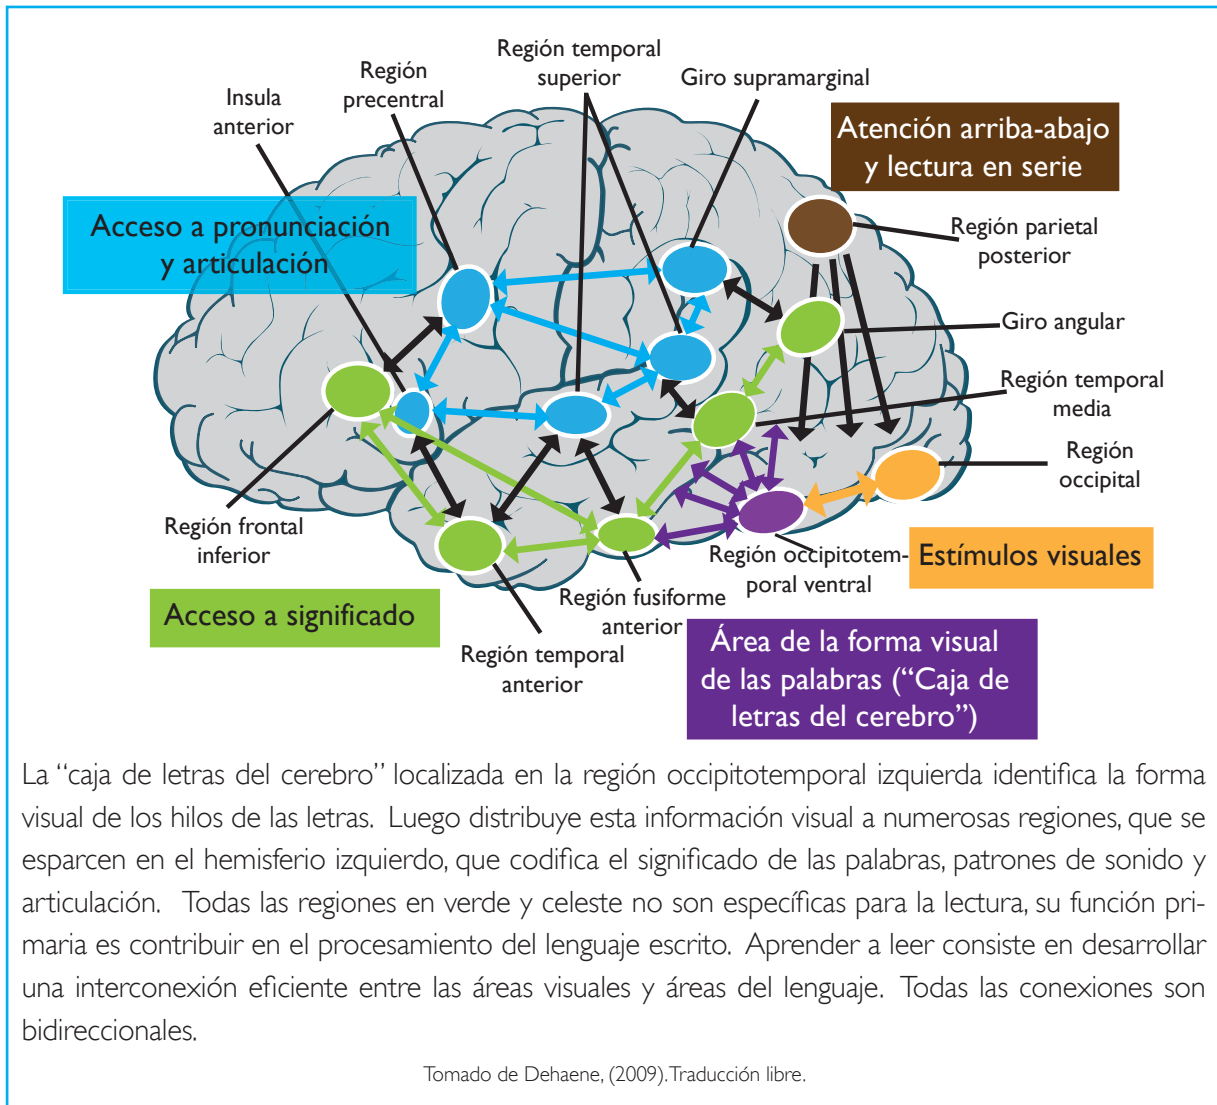 Región temporal
superior
Región
precentral
Giro supramarginal
Insula
anterior
Atención arriba-abajo
y lectura en serie
Acceso a pronunciación
y articulación
Región parietal
posterior
Giro angular
Región temporal
media
Región
occipital
Región frontal
inferior
Región occipitotem-
poral ventral
Estímulos visuales
Acceso a significado
Región fusiforme
anterior
Región temporal
anterior
Área de la forma visual
de las palabras (“Caja de
letras del cerebro”)
La “caja de letras del cerebro” localizada en la región occipitotemporal izquierda identifica la forma
visual de los hilos de las letras. Luego distribuye esta información visual a numerosas regiones, que se
esparcen en el hemisferio izquierdo, que codifica el significado de las palabras, patrones de sonido y
articulación. Todas las regiones en verde y celeste no son específicas para la lectura, su función pri-
maria es contribuir en el procesamiento del lenguaje escrito. Aprender a leer consiste en desarrollar
una interconexión eficiente entre las áreas visuales y áreas del lenguaje. Todas las conexiones son
bidireccionales.
Tomado de Dehaene, (2009). Traducción libre.